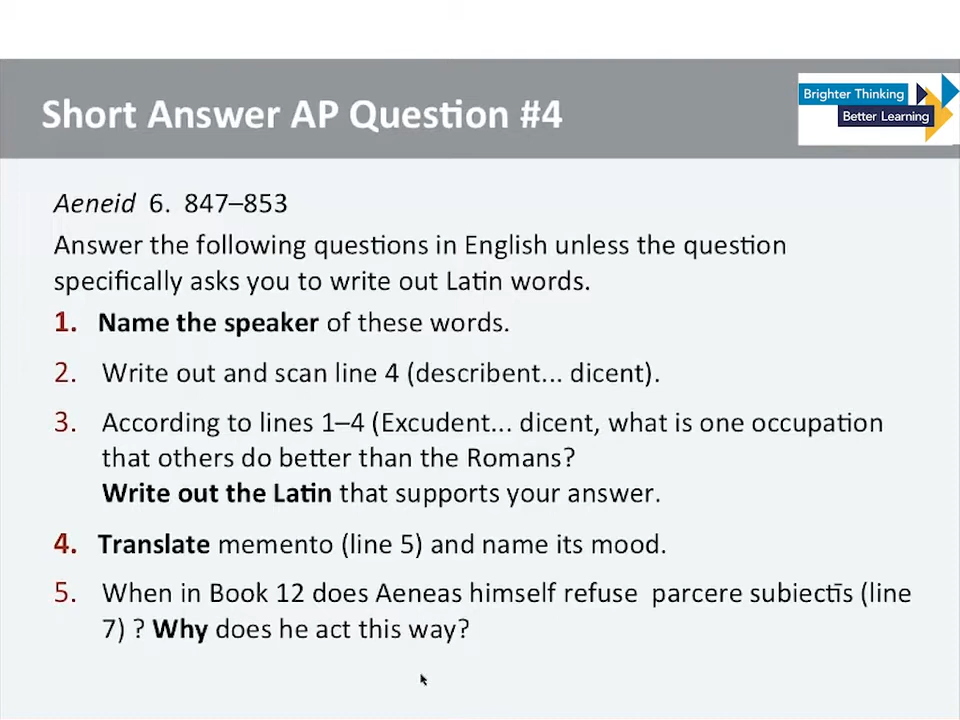 Short Answer AP Question #4
Brighter Thinking
Better Learning
Aeneid 6. 847–853
Answer the following questions in English unless the question
specifically asks you to write out Latin words.
1. Name the speaker of these words.
2. Write out and scan line 4 (describent... dicent).
3. According to lines 1–4 (Excudent... dicent, what is one occupation
that others do better than the Romans?
Write out the Latin that supports your answer.
4. Translate memento (line 5) and name its mood.
5. When in Book 12 does Aeneas himself refuse parcere subiectīs (line
7) ? Why does he act this way?